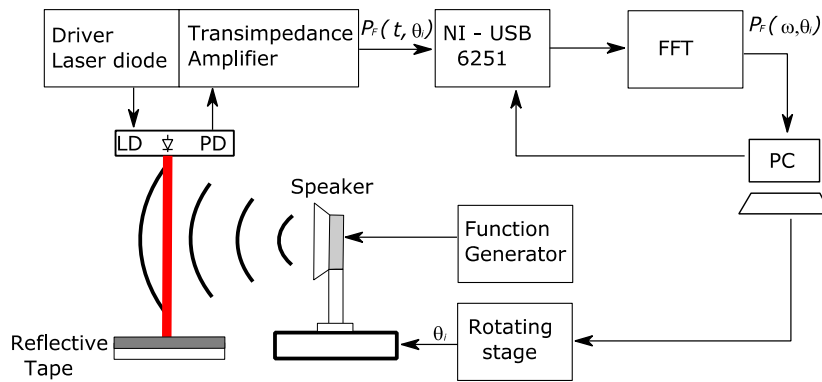 Driver
Laser diode
Transimpedance
Amplifier
P_F(t, θ_i)
NI - USB
6251
FFT
P_F(ω,θ_i)
LD
PD
PC
Speaker
Function
Generator
Reflective
Tape
θ_i
Rotating
stage